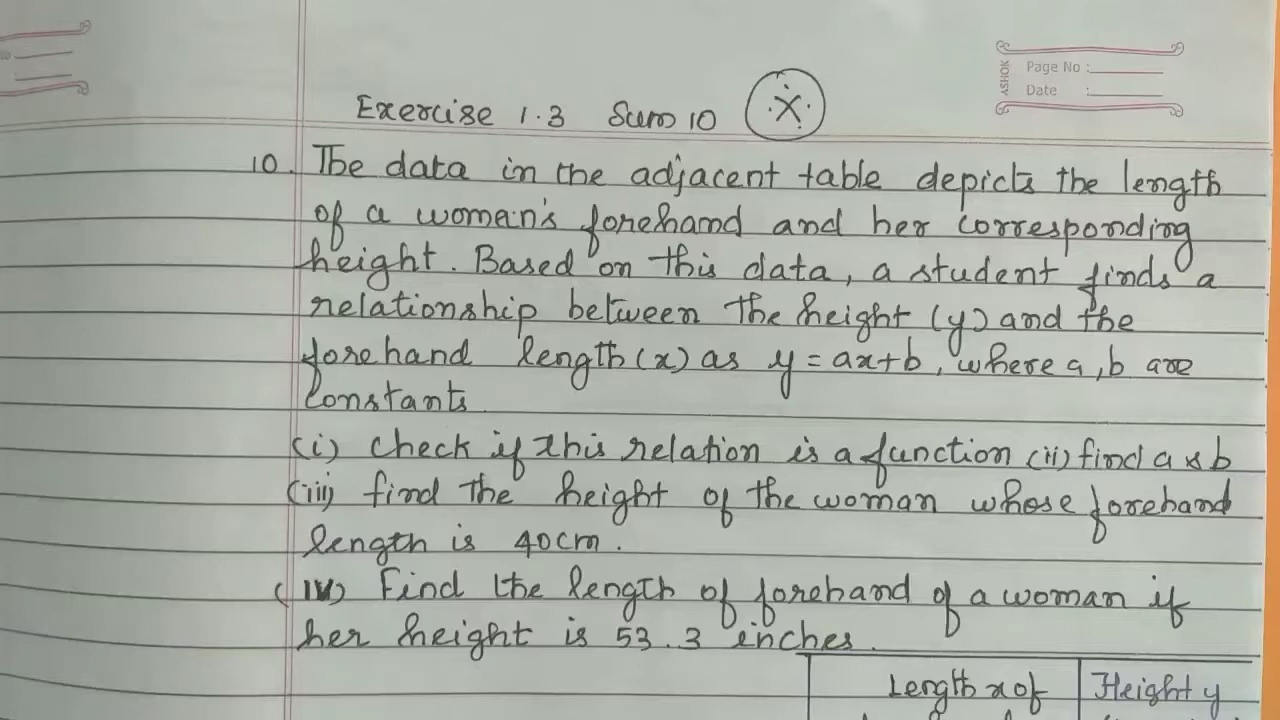 ASHOK
Page No :
Date :
Exercise 1.3 Sum 10 X
10. The data in the adjacent table depicts the length
of a woman's forehand and her corresponding
height. Based on this data, a student finds a
relationship between the height (y) and the
forehand length (x) as y = ax+b, where a, b are
Constants
(i) check if this relation is a function (ii) find a & b
(iii) find the height of the woman whose forehand
length is 40cm.
(iv) Find the length of forehand of a woman if
her height is 53.3 inches.
Length x of
Height y